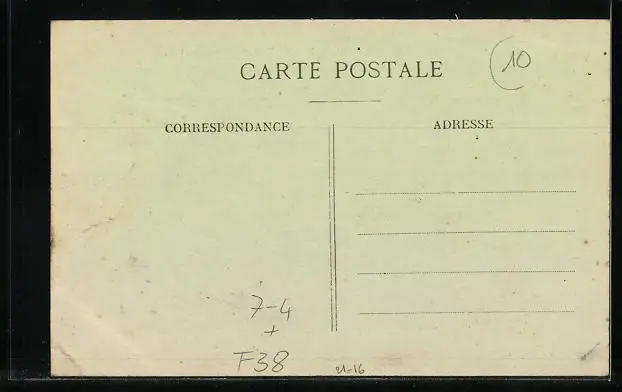 CARTE POSTALE
10
CORRESPONDANCE
ADRESSE
7-4
+
F38
21-16